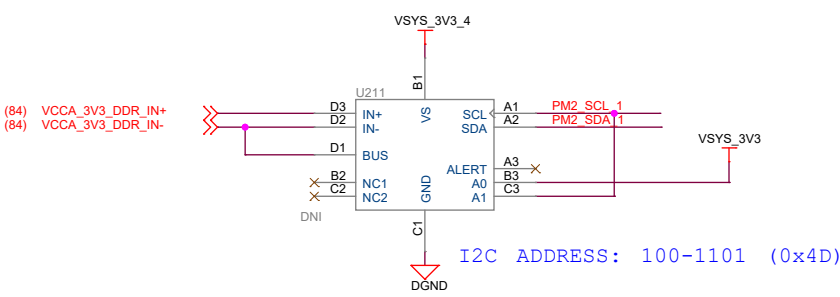 VSYS_3V3_4
B1
U211
(84) VCCA_3V3_DDR_IN+ D3 IN+ VS SCL A1 PM2_SCL_1
(84) VCCA_3V3_DDR_IN- D2 IN- SDA A2 PM2_SDA_1
VSYS_3V3
D1 BUS
ALERT A3
B2 NC1 GND A0 B3
C2 NC2 A1 C3
DNI
C1
I2C ADDRESS: 100-1101 (0x4D)
DGND